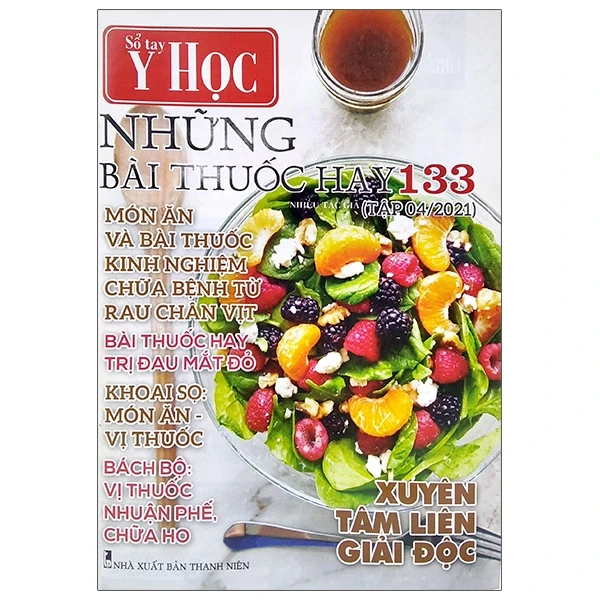 Sổ tay
Y HỌC
NHỮNG
BÀI THUỐC HAY 133
NHIỀU TÁC GIẢ (TẬP 04/2021)
MÓN ĂN
VÀ BÀI THUỐC
KINH NGHIỆM
CHỮA BỆNH TỪ
RAU CHÂN VỊT
BÀI THUỐC HAY
TRỊ ĐAU MẮT ĐỎ
KHOAI SỌ:
MÓN ĂN -
VỊ THUỐC
BÁCH BỘ:
VỊ THUỐC
NHUẬN PHẾ,
CHỮA HO
XUYÊN
TÂM LIÊN
GIẢI ĐỘC
NHÀ XUẤT BẢN THANH NIÊN